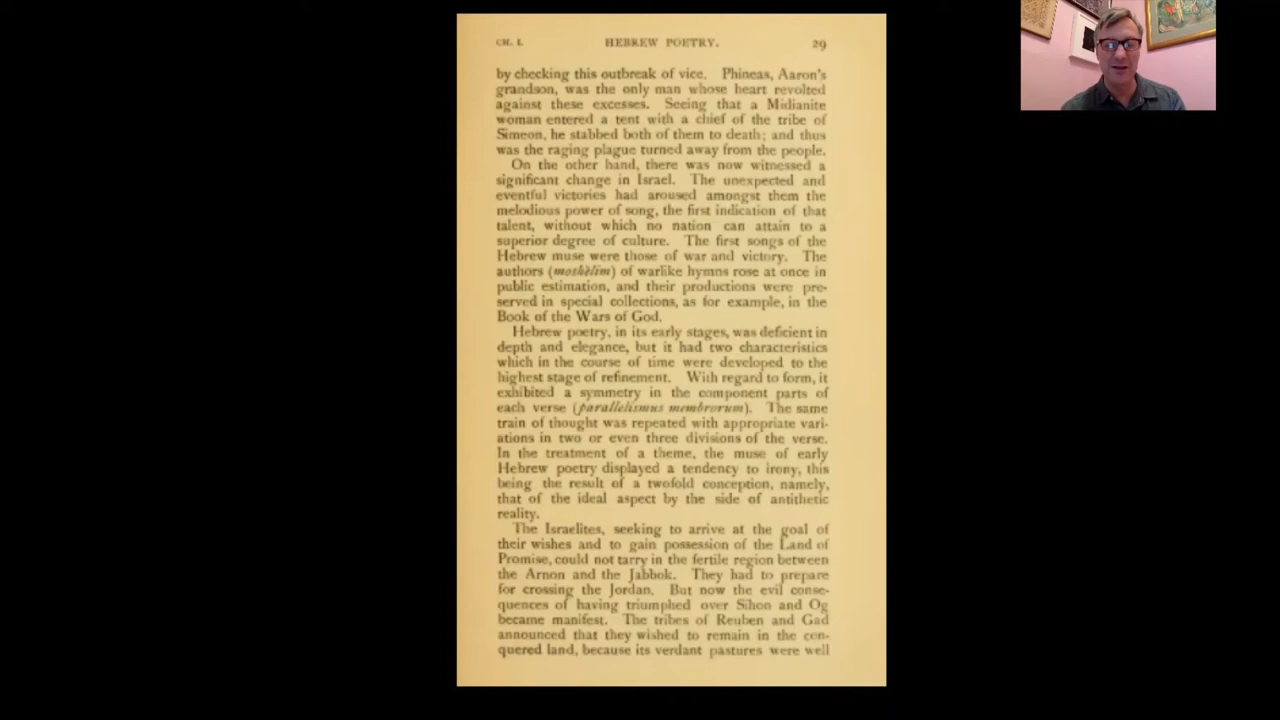 CH. I. HEBREW POETRY. 29
by checking this outbreak of vice. Phineas, Aaron's
grandson, was the only man whose heart revolted
against these excesses. Seeing that a Midianite
woman entered a tent with a chief of the tribe of
Simeon, he stabbed both of them to death; and thus
was the raging plague turned away from the people.
On the other hand, there was now witnessed a
significant change in Israel. The unexpected and
eventful victories had aroused amongst them the
melodious power of song, the first indication of that
talent, without which no nation can attain to a
superior degree of culture. The first songs of the
Hebrew muse were those of war and victory. The
authors (moshelim) of warlike hymns rose at once in
public estimation, and their productions were pre-
served in special collections, as for example, in the
Book of the Wars of God.
Hebrew poetry, in its early stages, was deficient in
depth and elegance, but it had two characteristics
which in the course of time were developed to the
highest stage of refinement. With regard to form, it
exhibited a symmetry in the component parts of
each verse (parallelismus membrorum). The same
train of thought was repeated with appropriate vari-
ations in two or even three divisions of the verse.
In the treatment of a theme, the muse of early
Hebrew poetry displayed a tendency to irony, this
being the result of a twofold conception, namely,
that of the ideal aspect by the side of antithetic
reality.
The Israelites, seeking to arrive at the goal of
their wishes and to gain possession of the Land of
Promise, could not tarry in the fertile region between
the Arnon and the Jabbok. They had to prepare
for crossing the Jordan. But now the evil conse-
quences of having triumphed over Sihon and Og
became manifest. The tribes of Reuben and Gad
announced that they wished to remain in the con-
quered land, because its verdant pastures were well